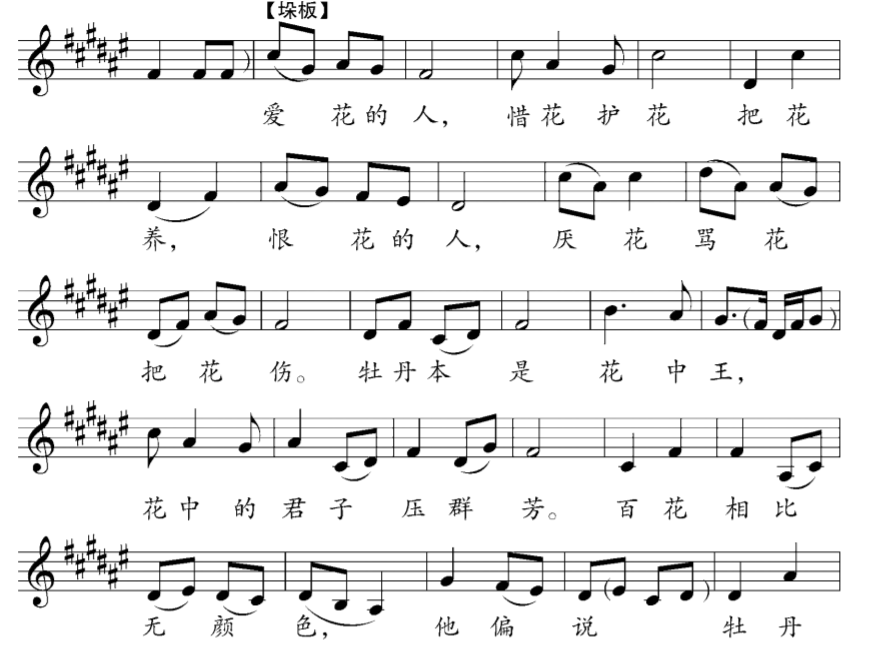 【垛板】
爱花的人，惜花护花把花
养，恨花的人，厌花骂花
把花伤。牡丹本是花中王，
花中的君子压群芳。百花相比
无颜色，他偏说牡丹